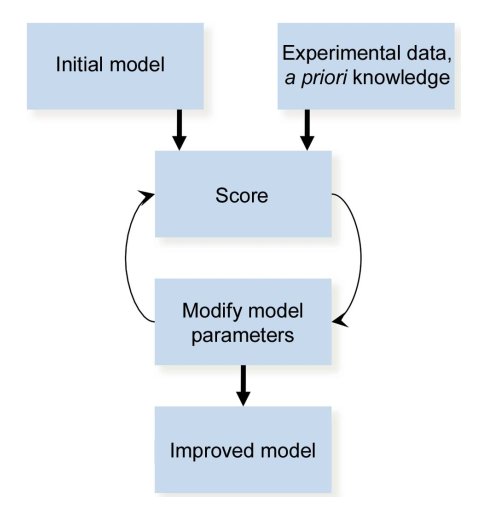 Initial model
Experimental data,
a priori knowledge
Score
Modify model
parameters
Improved model